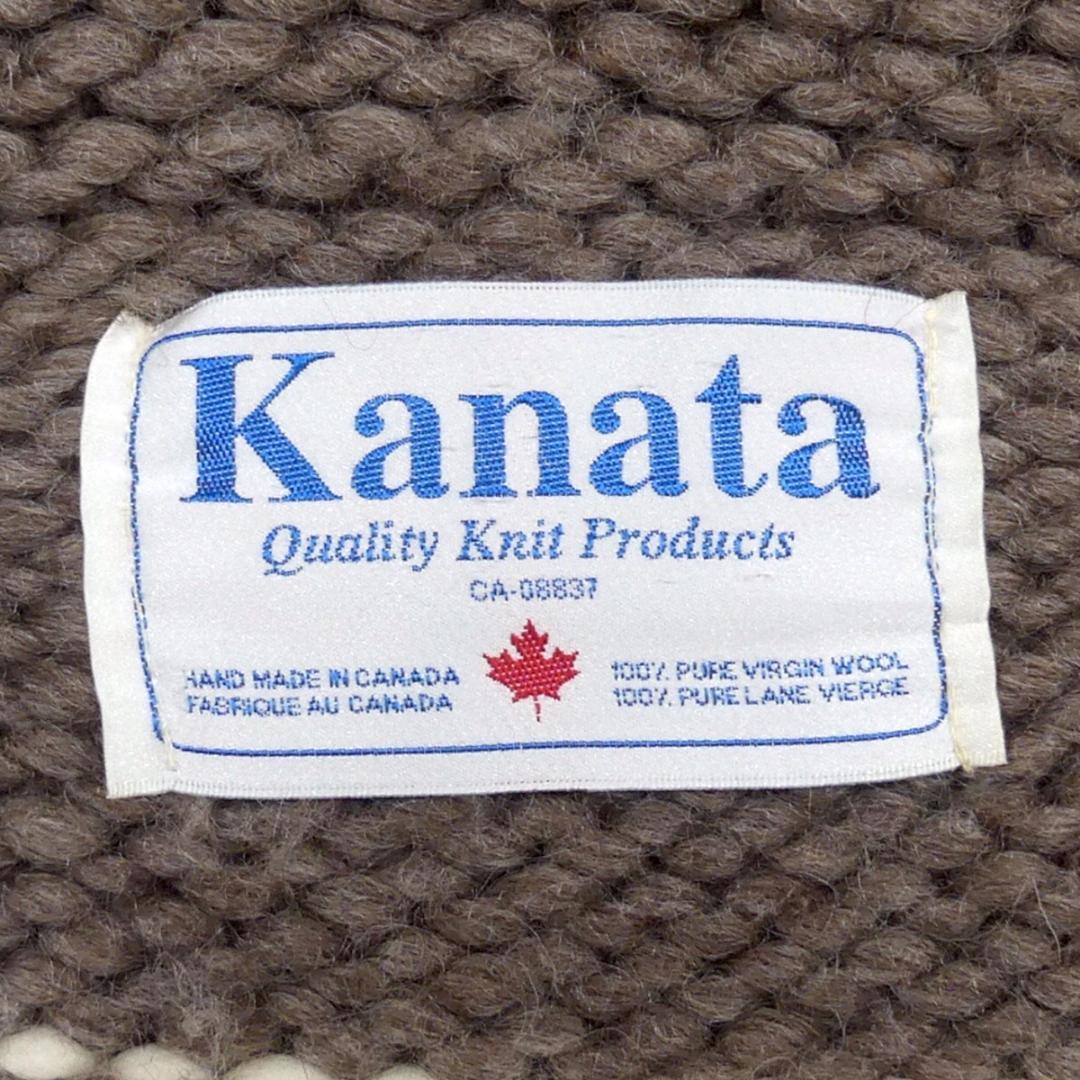 Kanata
Quality Knit Products
CA-08837
HAND MADE IN CANADA
FABRIQUE AU CANADA
100% PURE VIRGIN WOOL
100% PURE LANE VIERGE